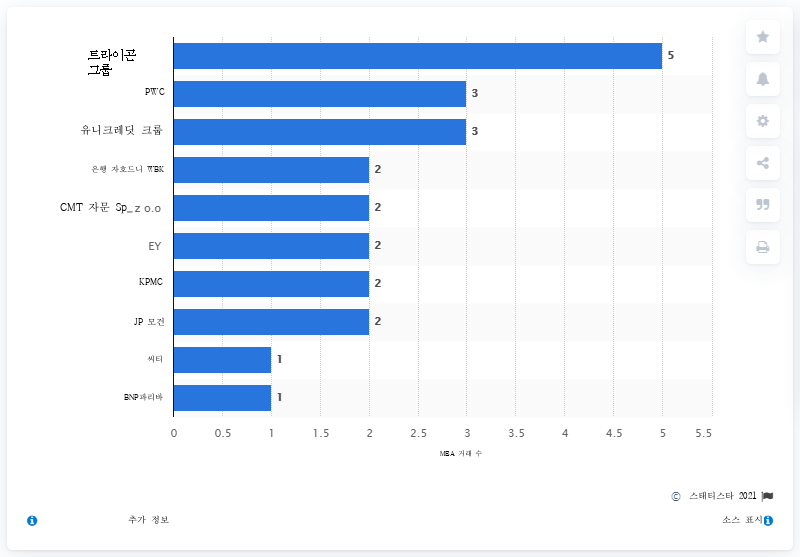 트라이곤
그룹
5
PWC
3
유니크레딧 크룹
3
은행 자호드니 WBK
2
CMT 자문 Sp_ z o.o
2
EY
2
KPMC
2
JP 모건
2
씨티
1
BNP파리바
1
0 0.5 1 1.5 2 2.5 3 3.5 4 4.5 5 5.5
M&A 거래 수
© 스태티스타 2021
추가 정보
소스 표시